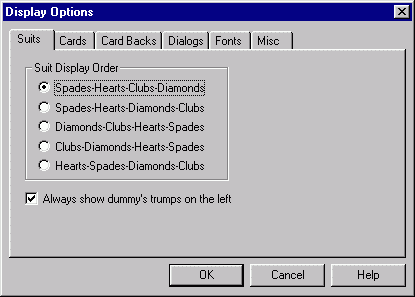 Display Options
Suits Cards Card Backs Dialogs Fonts Misc
Suit Display Order
Spades-Hearts-Clubs-Diamonds
Spades-Hearts-Diamonds-Clubs
Diamonds-Clubs-Hearts-Spades
Clubs-Diamonds-Hearts-Spades
Hearts-Spades-Diamonds-Clubs
Always show dummy's trumps on the left
OK Cancel Help